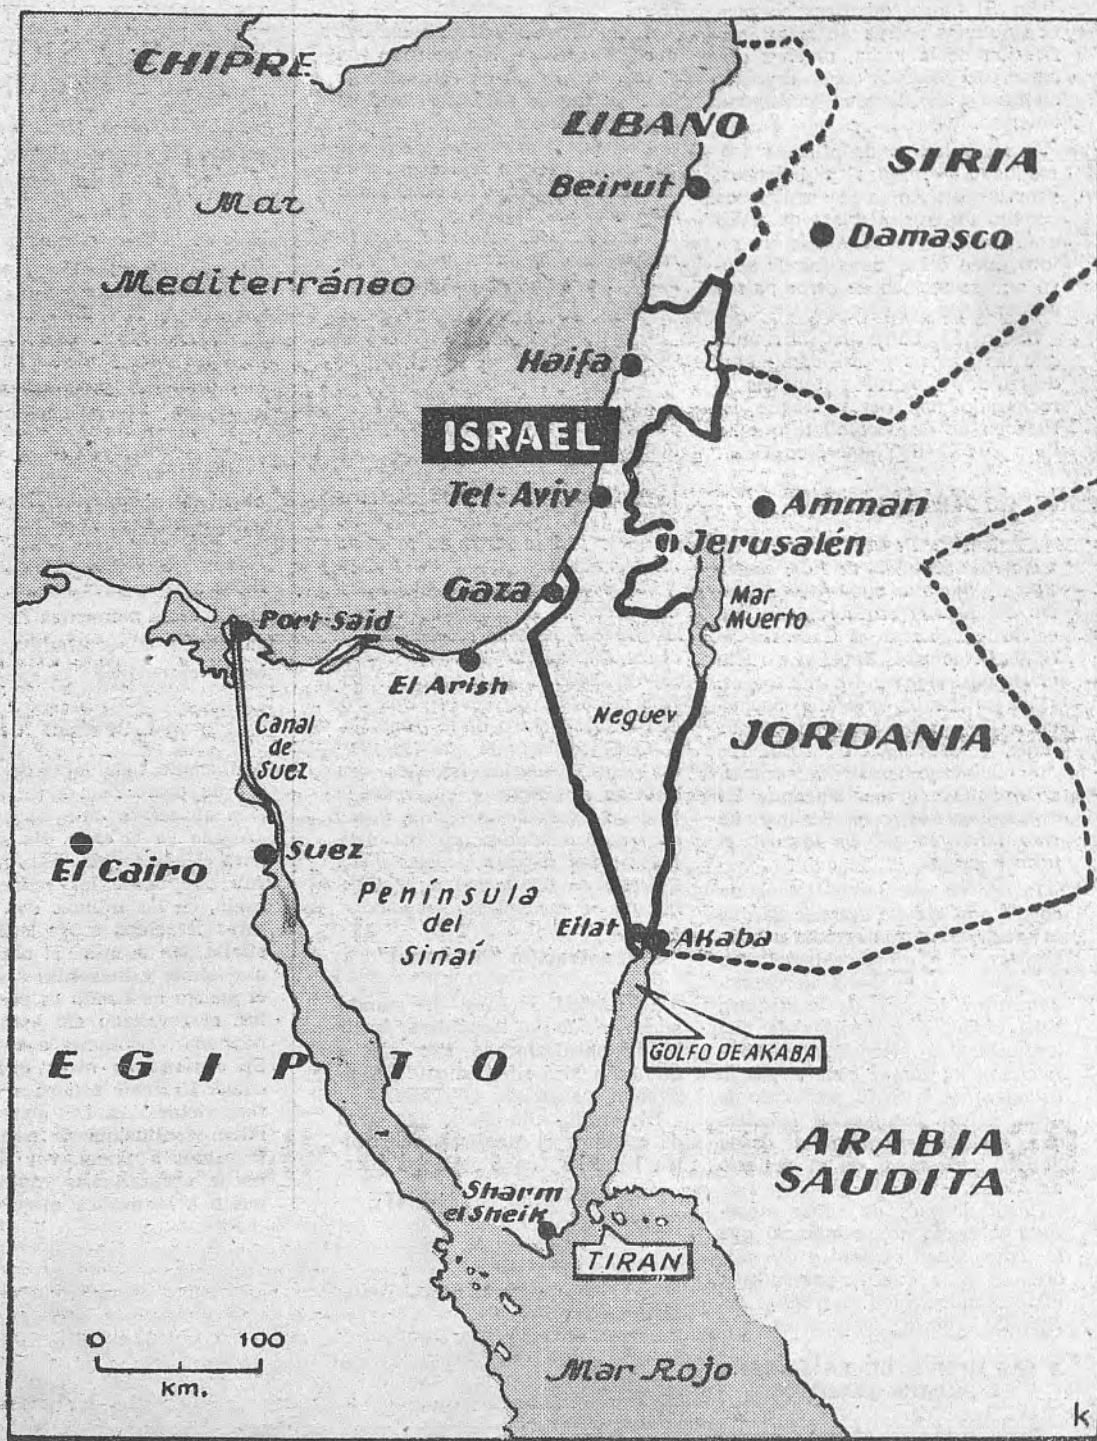 CHIPRE
LIBANO
SIRIA
Beirut
Mar
Mediterráneo
Damasco
Haifa
ISRAEL
Tel-Aviv
Amman
Jerusalén
Gaza
Mar
Muerto
Port-Said
El Arish
Neguev
Canal
de
Suez
JORDANIA
El Cairo
Suez
Península
del
Sinaí
Eilat
Akaba
GOLFO DE AKABA
EGIPTO
ARABIA
SAUDITA
Sharm
el Sheik
TIRAN
0 100
Km.
Mar Rojo
k